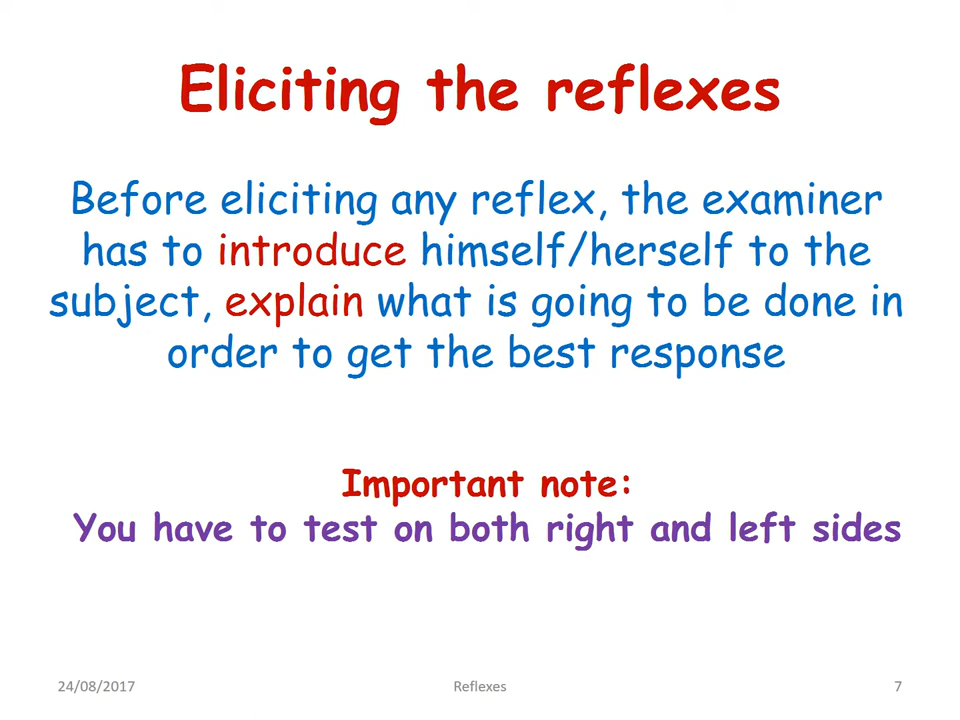 Eliciting the reflexes
Before eliciting any reflex, the examiner
has to introduce himself/herself to the
subject, explain what is going to be done in
order to get the best response
Important note:
You have to test on both right and left sides
24/08/2017
Reflexes
7